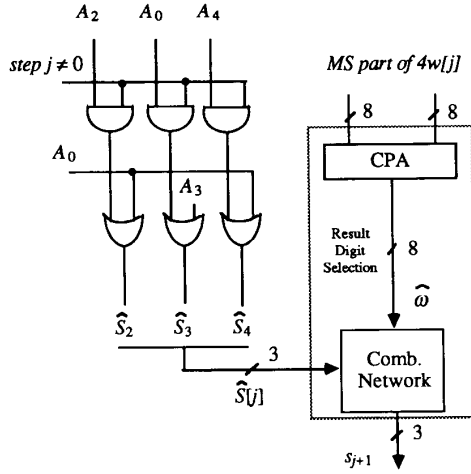 A₂ A₀ A₄
step j ≠ 0
MS part of 4w[j]
8 8
CPA
A₀
A₃
Result
Digit
Selection
8
ω̂
Ŝ₂ Ŝ₃ Ŝ₄
3
Ŝ[j]
Comb.
Network
3
sⱼ₊₁